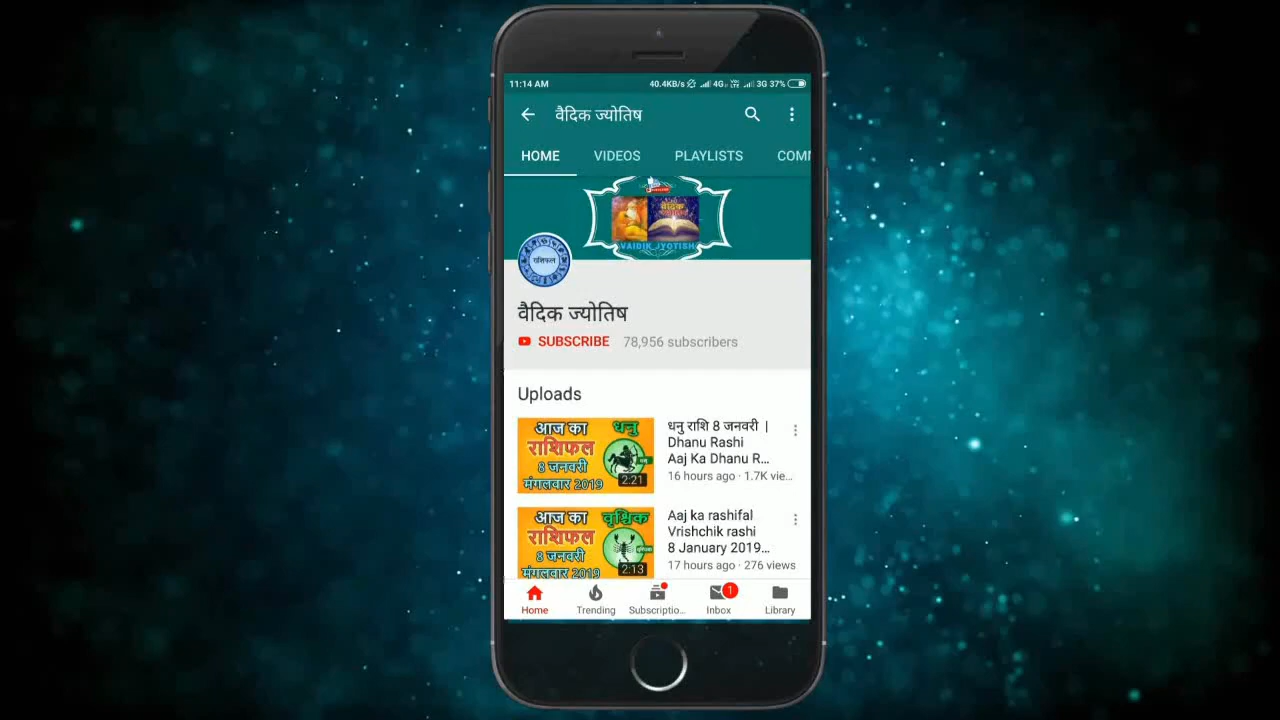 11:14 AM
40.4KB/s 4G VoLTE 3G 37%
वैदिक ज्योतिष
HOME VIDEOS PLAYLISTS COMM
वैदिक
VAIDIK JYOTISH
राशिफल
वैदिक ज्योतिष
SUBSCRIBE 78,956 subscribers
Uploads
आज का धनु
राशिफल
8 जनवरी
मंगलवार 2019
2:21
धनु राशि 8 जनवरी |
Dhanu Rashi
Aaj Ka Dhanu R...
16 hours ago · 1.7K vie...
आज का वृश्चिक
राशिफल
8 जनवरी
मंगलवार 2019
2:13
Aaj ka rashifal
Vrishchik rashi
8 January 2019...
17 hours ago · 276 views
1
Home Trending Subscriptio... Inbox Library